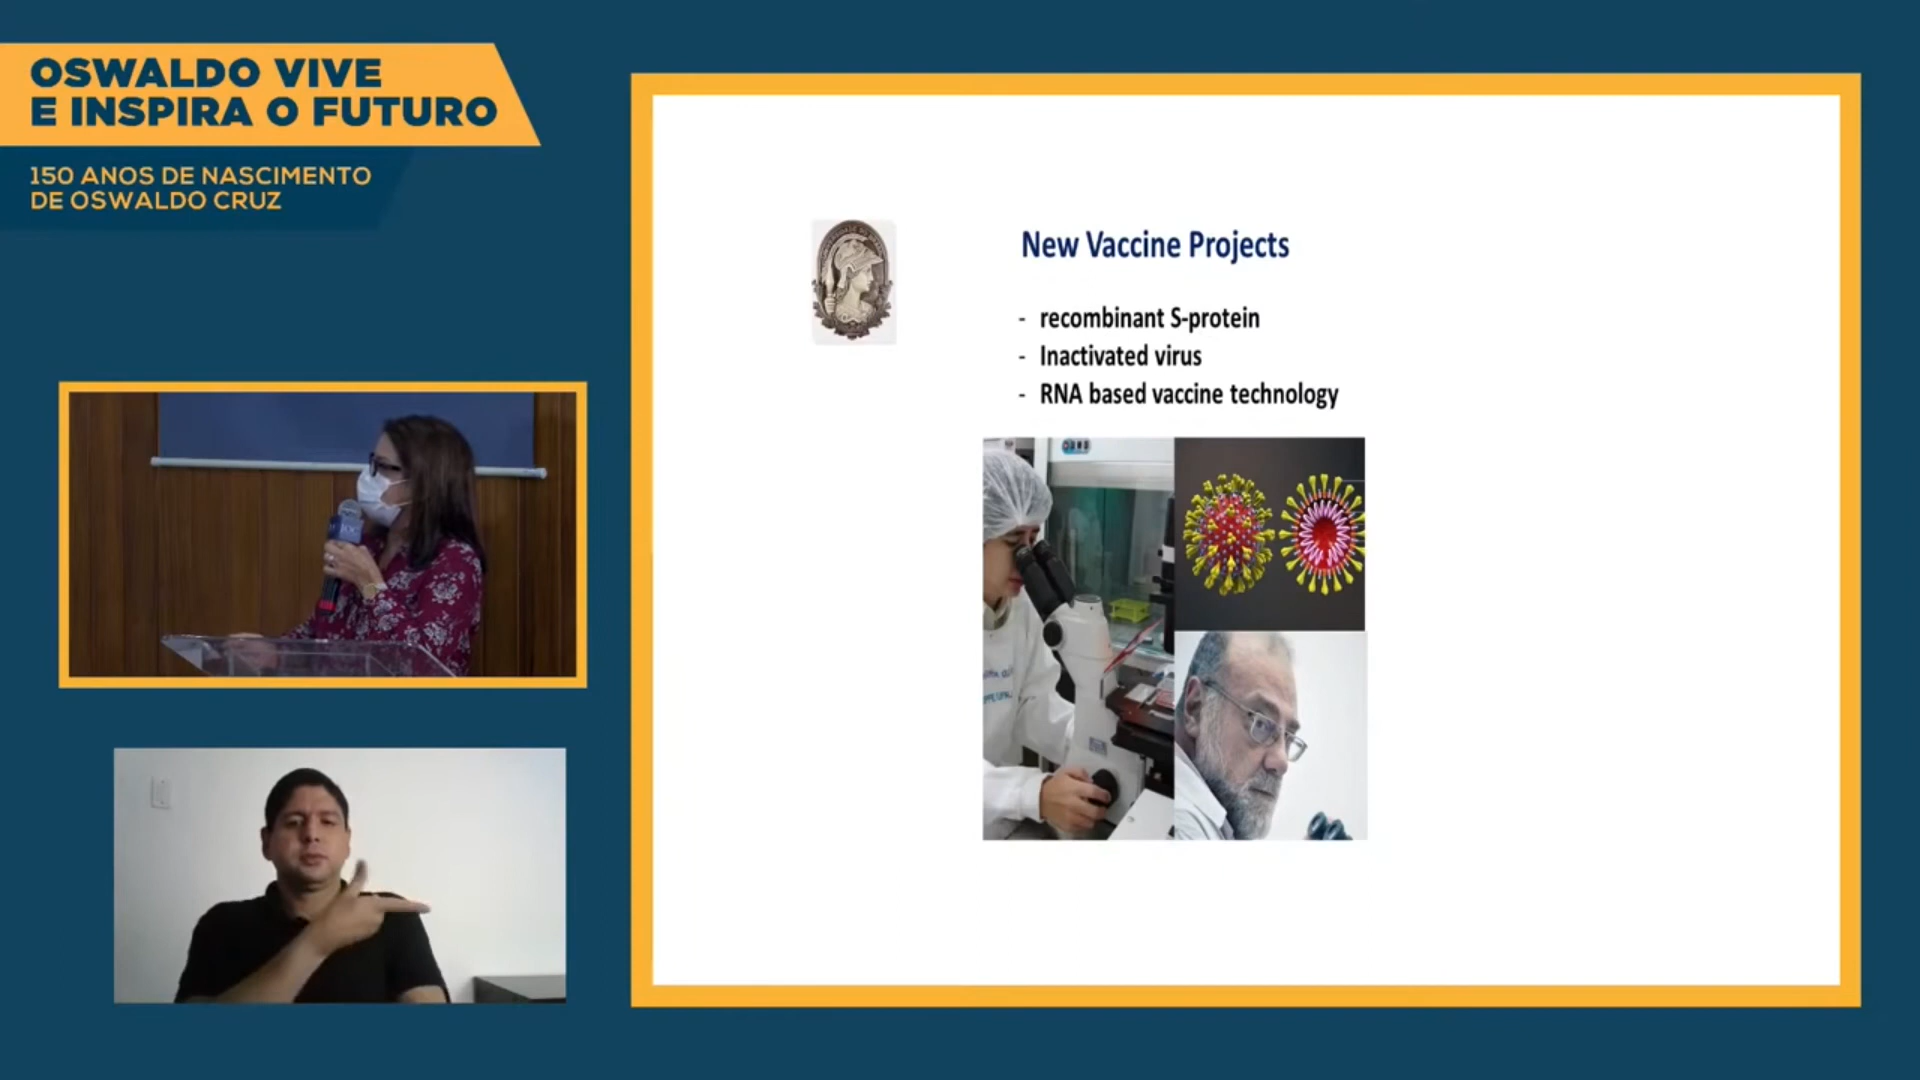 OSWALDO VIVE
E INSPIRA O FUTURO
150 ANOS DE NASCIMENTO
DE OSWALDO CRUZ
New Vaccine Projects
- recombinant S-protein
- Inactivated virus
- RNA based vaccine technology
IOC